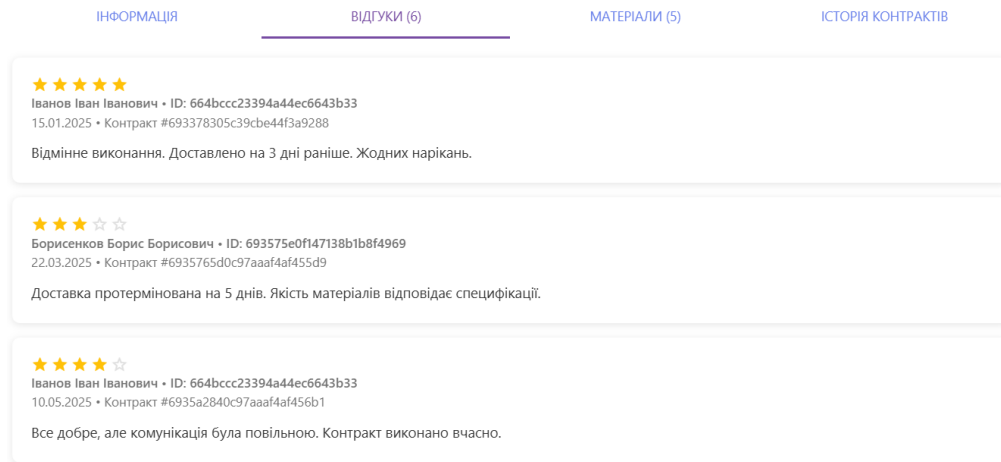 ІНФОРМАЦІЯ
ВІДГУКИ (6)
МАТЕРІАЛИ (5)
ІСТОРІЯ КОНТРАКТІВ
Іванов Іван Іванович • ID: 664bccc23394a44ec6643b33
15.01.2025 • Контракт #693378305c39cbe44f3a9288
Відмінне виконання. Доставлено на 3 дні раніше. Жодних нарікань.
Борисенков Борис Борисович • ID: 693575e0f147138b1b8f4969
22.03.2025 • Контракт #6935765d0c97aaaf4af455d9
Доставка протермінована на 5 днів. Якість матеріалів відповідає специфікації.
Іванов Іван Іванович • ID: 664bccc23394a44ec6643b33
10.05.2025 • Контракт #6935a2840c97aaaf4af456b1
Все добре, але комунікація була повільною. Контракт виконано вчасно.